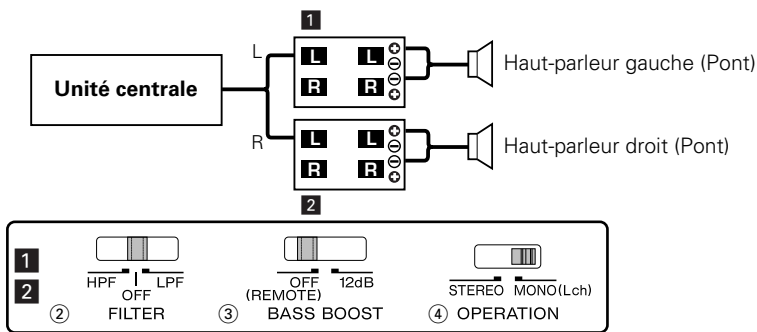 1
L
L L
Unité centrale
R R
Haut-parleur gauche (Pont)
R
L L
R R
Haut-parleur droit (Pont)
2
1
2
HPF OFF LPF
② FILTER
OFF (REMOTE) 12dB
③ BASS BOOST
STEREO MONO(Lch)
④ OPERATION